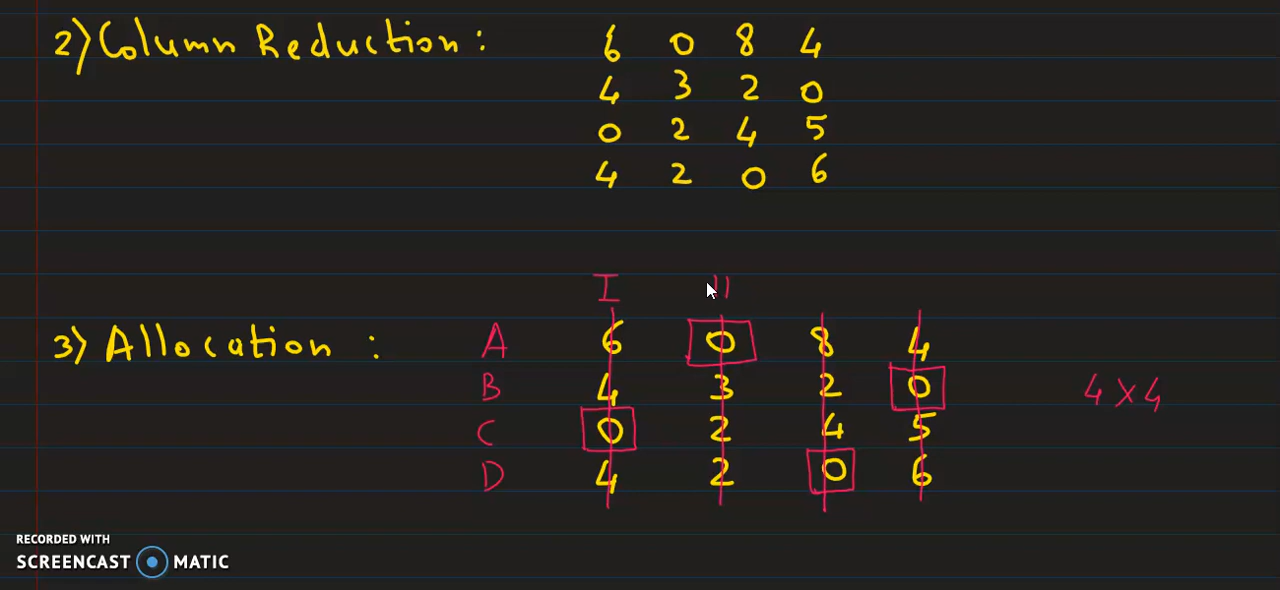 2) Column Reduction: 6 0 8 4
4 3 2 0
0 2 4 5
4 2 0 6
I II
3) Allocation : A 6 0 8 4
B 4 3 2 0 4 X 4
C 0 2 4 5
D 4 2 0 6
RECORDED WITH
SCREENCAST MATIC